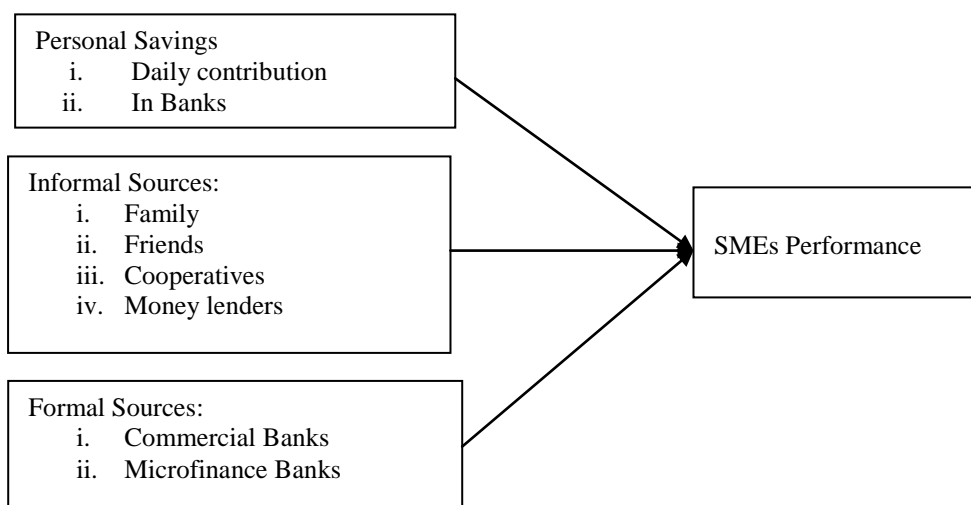 Personal Savings
i. Daily contribution
ii. In Banks
Informal Sources:
i. Family
ii. Friends
iii. Cooperatives
iv. Money lenders
SMEs Performance
Formal Sources:
i. Commercial Banks
ii. Microfinance Banks